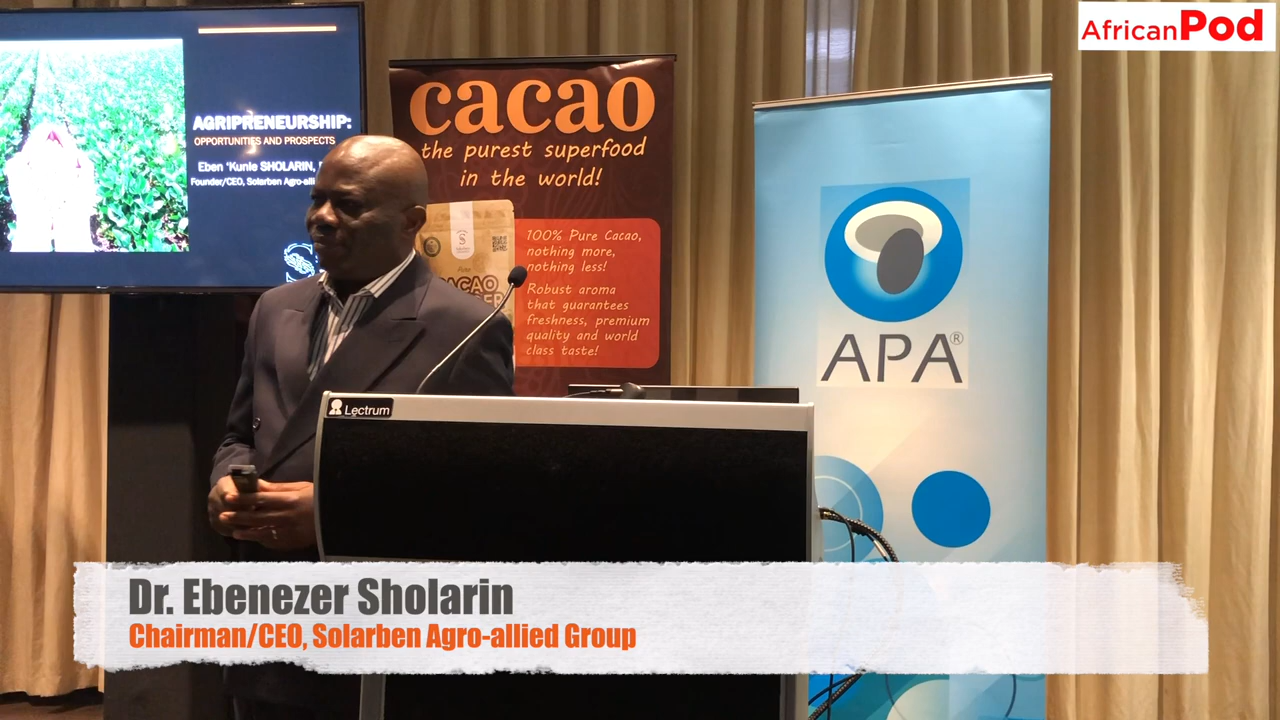 AfricanPod
AGRIPRENEURSHIP:
OPPORTUNITIES AND PROSPECTS
Eben 'Kunle SHOLARIN,
Founder/CEO, Solarben Agro-alli
cacao
the purest superfood
in the world!
100% Pure Cacao,
nothing more,
nothing less!
Robust aroma
that guarantees
freshness, premium
quality and world
class taste!
CACAO
APA®
Lectrum
Dr. Ebenezer Sholarin
Chairman/CEO, Solarben Agro-allied Group